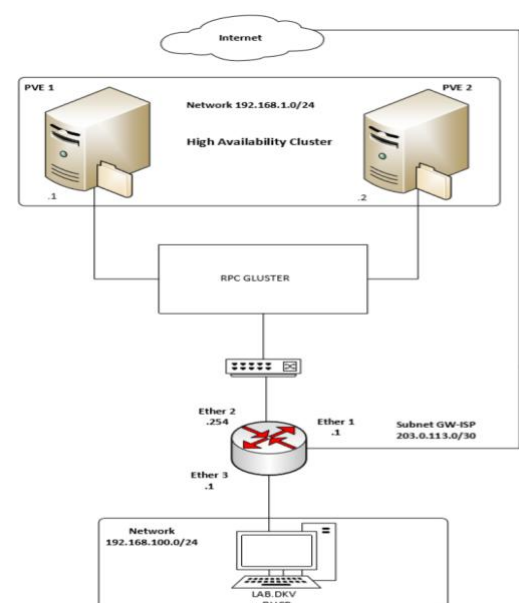 Internet
PVE 1
PVE 2
Network 192.168.1.0/24
High Availability Cluster
.1
.2
RPC GLUSTER
Ether 2
.254
Ether 1
.1
Subnet GW-ISP
203.0.113.0/30
Ether 3
.1
Network
192.168.100.0/24
LAB.DKV